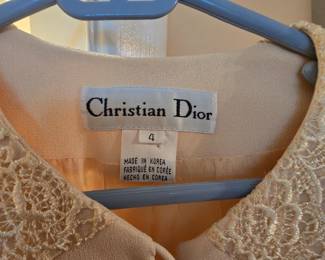 Christian Dior
4
MADE IN KOREA
FABRIQUÉ EN CORÉE
HECHO EN COREA